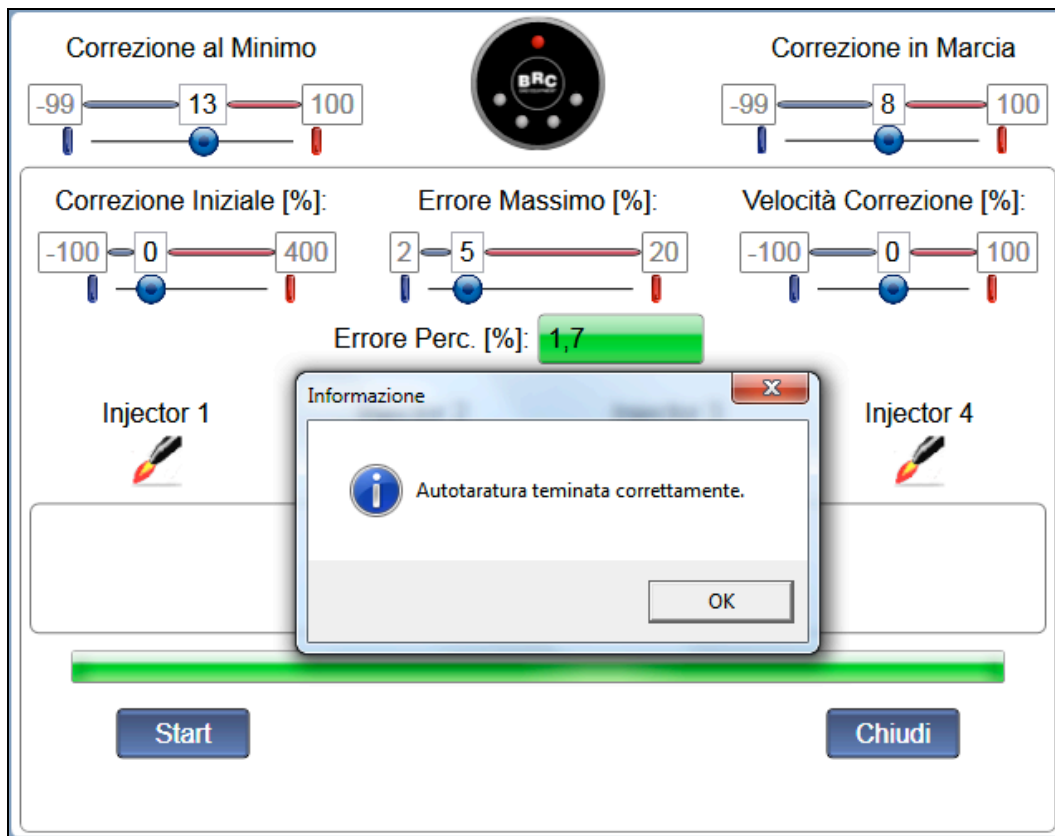 Correzione al Minimo
-99 13 100
BRC
Correzione in Marcia
-99 8 100
Correzione Iniziale [%]:
-100 0 400
Errore Massimo [%]:
2 5 20
Velocità Correzione [%]:
-100 0 100
Errore Perc. [%]: 1,7
Injector 1
Injector 4
Informazione
Autotaratura teminata correttamente.
OK
Start
Chiudi